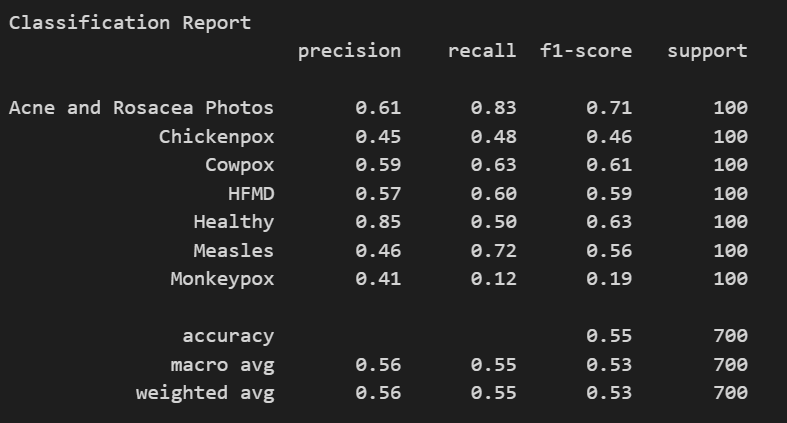 Classification Report
precision recall f1-score support
Acne and Rosacea Photos 0.61 0.83 0.71 100
Chickenpox 0.45 0.48 0.46 100
Cowpox 0.59 0.63 0.61 100
HFMD 0.57 0.60 0.59 100
Healthy 0.85 0.50 0.63 100
Measles 0.46 0.72 0.56 100
Monkeypox 0.41 0.12 0.19 100
accuracy 0.55 700
macro avg 0.56 0.55 0.53 700
weighted avg 0.56 0.55 0.53 700